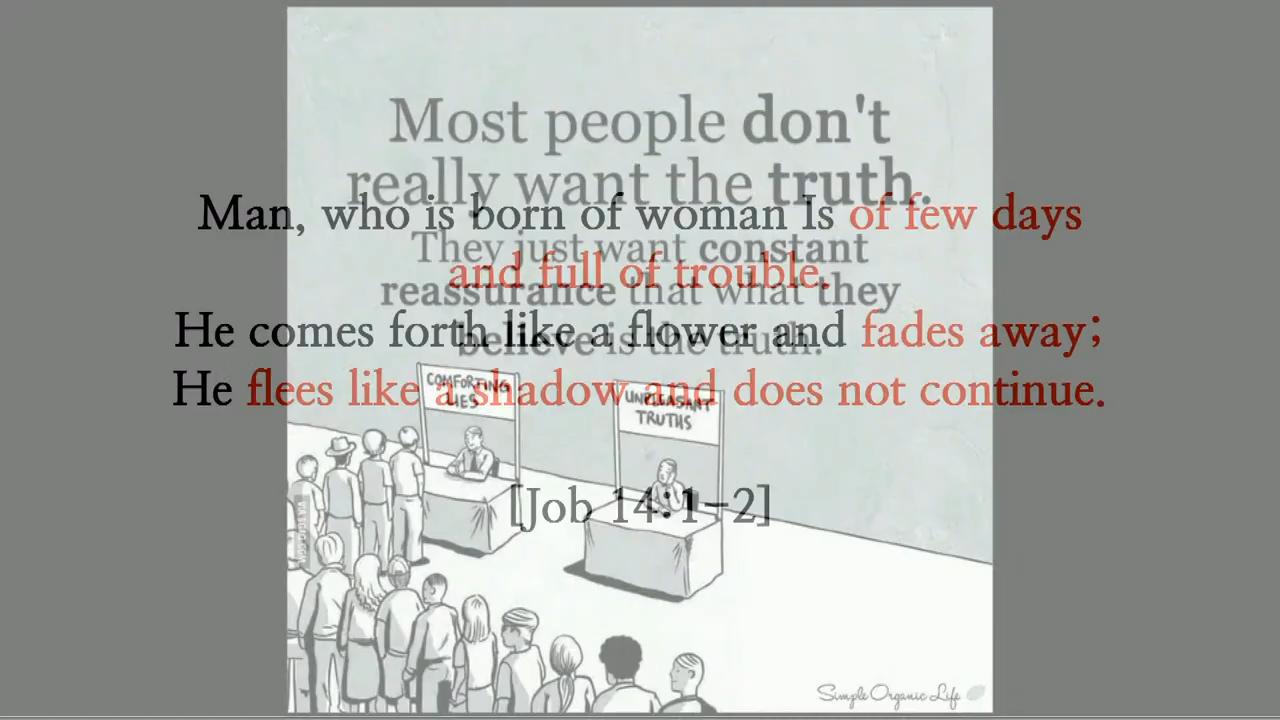 Most people don't
really want the truth.
They just want constant
reassurance that what they
believe is the truth.
Man, who is born of woman Is of few days
and full of trouble.
He comes forth like a flower and fades away;
He flees like a shadow and does not continue.
[Job 14:1–2]
COMFORTING
LIES
UNPLEASANT
TRUTHS
Simple Organic Life